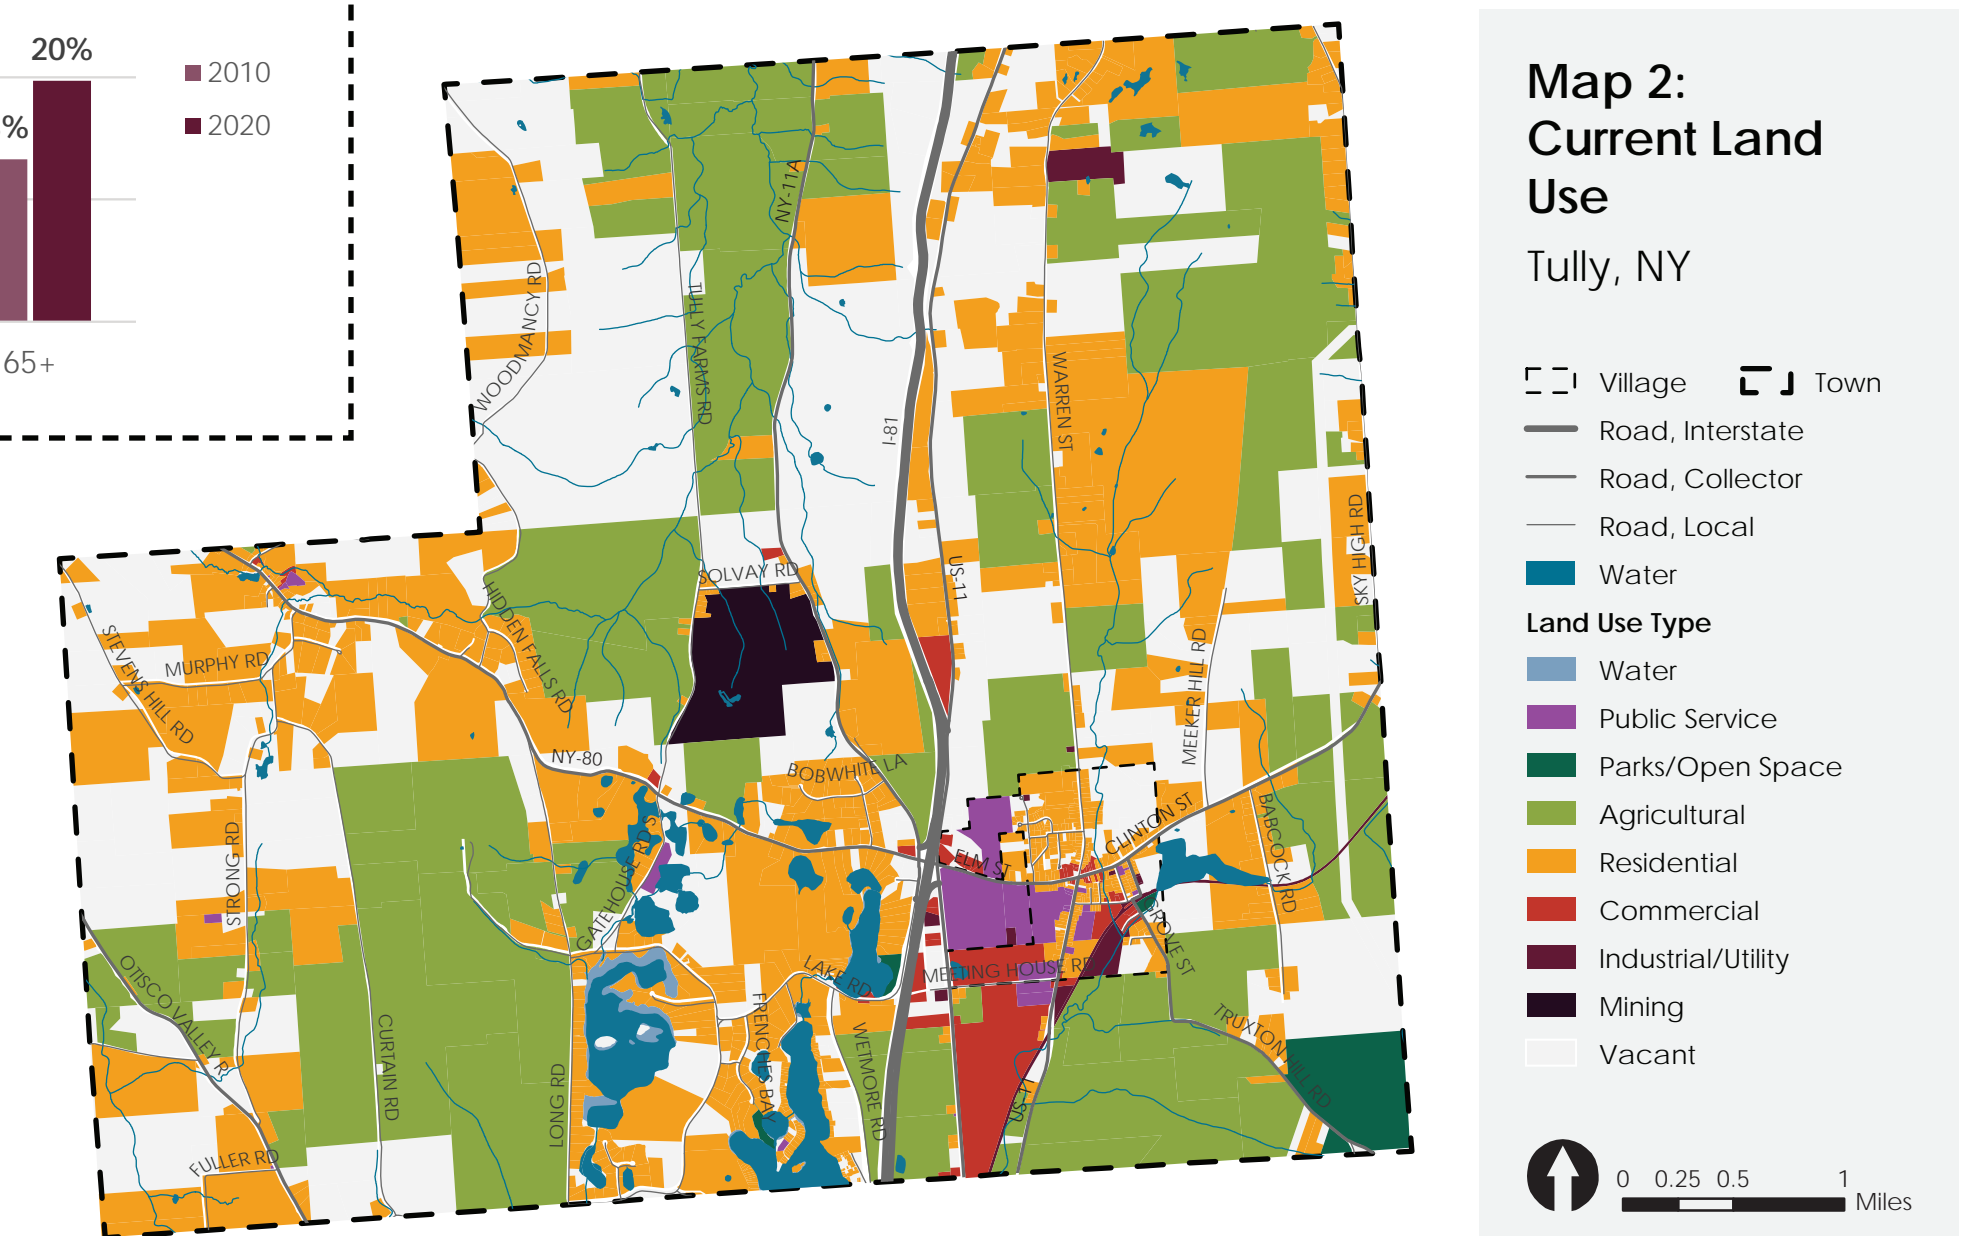 20%
%
2010
2020
65+
Map 2:
Current Land
Use
Tully, NY
Village
Town
Road, Interstate
Road, Collector
Road, Local
Water
Land Use Type
Water
Public Service
Parks/Open Space
Agricultural
Residential
Commercial
Industrial/Utility
Mining
Vacant
0 0.25 0.5 1
Miles
NY-11A
WOODMANCY RD
TULLY FARMS RD
I-81
WARREN ST
SKY HIGH RD
US-11
SOLVAY RD
HIDDEN FALLS RD
STEVENS HILL RD
MURPHY RD
MEEKER HILL RD
NY-80
BOBWHITE LA
CLINTON ST
BABCOCK RD
STRONG RD
GATEHOUSE RD S
ELM ST
GROVE ST
OTISCO VALLEY R
LAKE RD
MEETING HOUSE RD
FRENCHES BAY
WETMORE RD
TRUXTON HILL RD
CURTAIN RD
LONG RD
US-11
FULLER RD